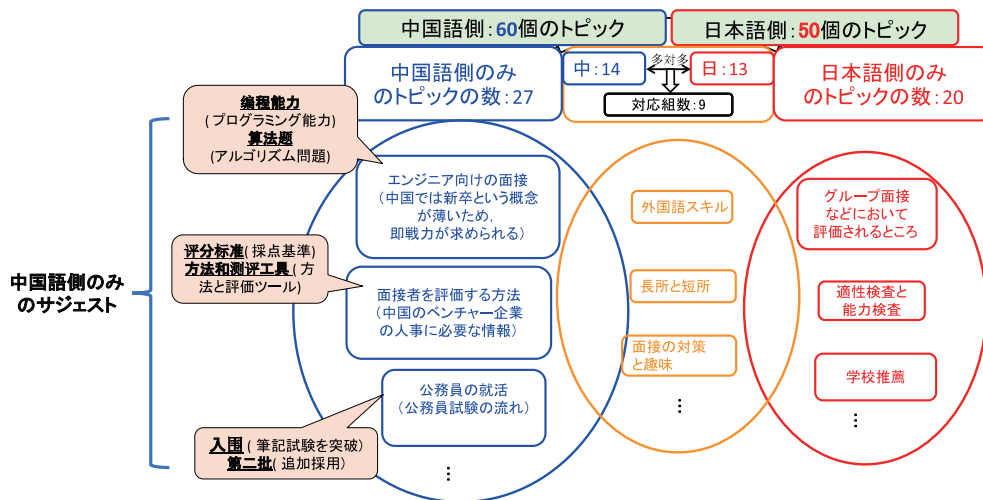 中国語側:60個のトピック
日本語側:50個のトピック
中国語側のみ
のトピックの数:27
中:14
多対多
日:13
対応組数:9
日本語側のみ
のトピックの数:20
编程能力
(プログラミング能力)
算法题
(アルゴリズム問題)
エンジニア向けの面接
(中国では新卒という概念
が薄いため,
即戦力が求められる)
评分标准(採点基準)
方法和测评工具(方
法と評価ツール)
面接者を評価する方法
(中国のベンチャー企業
の人事に必要な情報)
公務員の就活
(公務員試験の流れ)
入围(筆記試験を突破)
第二批(追加採用)
…
中国語側のみ
のサジェスト
外国語スキル
長所と短所
面接の対策
と趣味
…
グループ面接
などにおいて
評価されるところ
適性検査と
能力検査
学校推薦
…